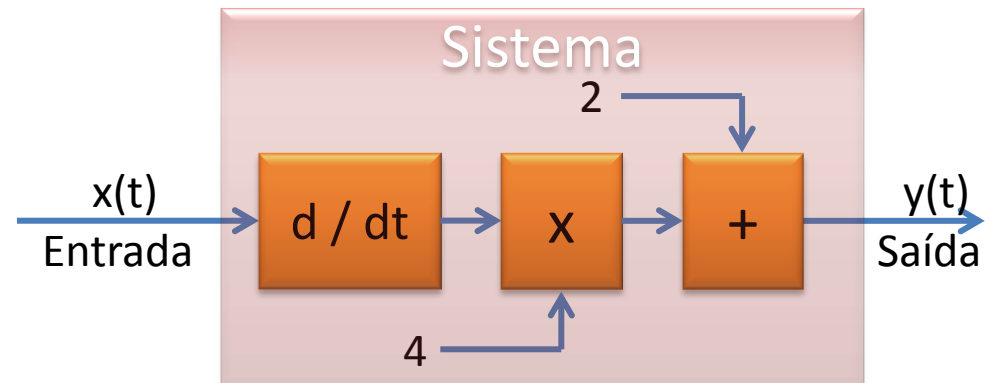 Sistema
2
x(t)
Entrada
d / dt
x
+
y(t)
Saída
4